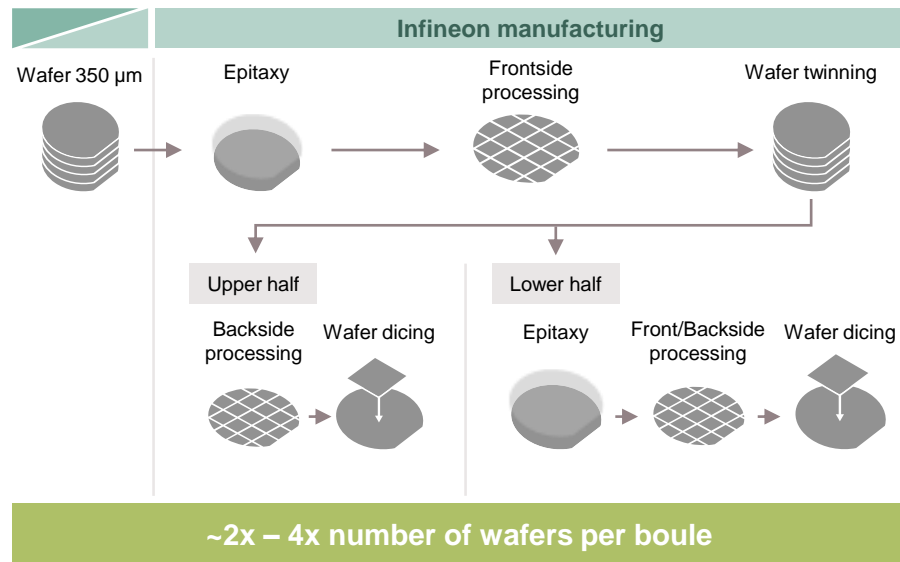 Infineon manufacturing
Wafer 350 µm
Epitaxy
Frontside
processing
Wafer twinning
Upper half
Lower half
Backside
processing
Wafer dicing
Epitaxy
Front/Backside
processing
Wafer dicing
~2x – 4x number of wafers per boule